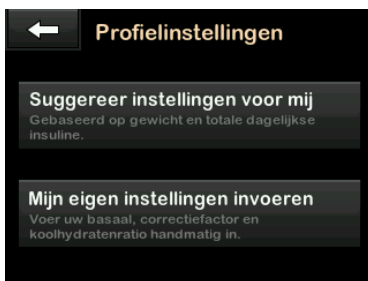 Profielinstellingen
Suggereer instellingen voor mij
Gebaseerd op gewicht en totale dagelijkse
insuline.
Mijn eigen instellingen invoeren
Voer uw basaal, correctiefactor en
koolhydratenratio handmatig in.